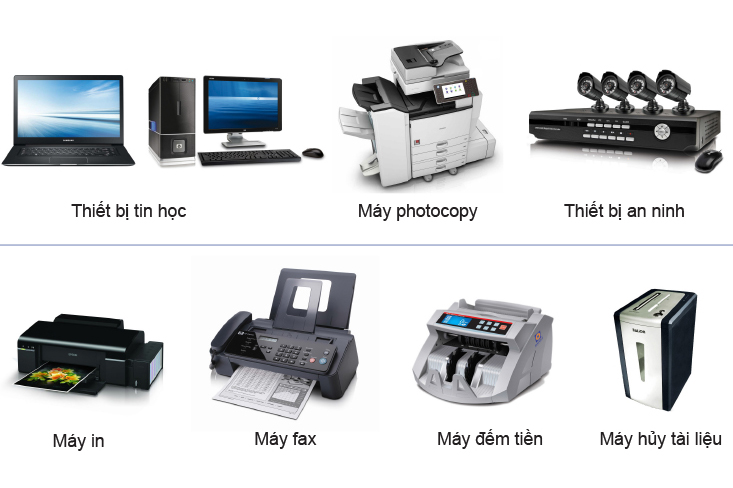 Thiết bị tin học
Máy photocopy
Thiết bị an ninh
Máy in
Máy fax
Máy đếm tiền
Máy hủy tài liệu